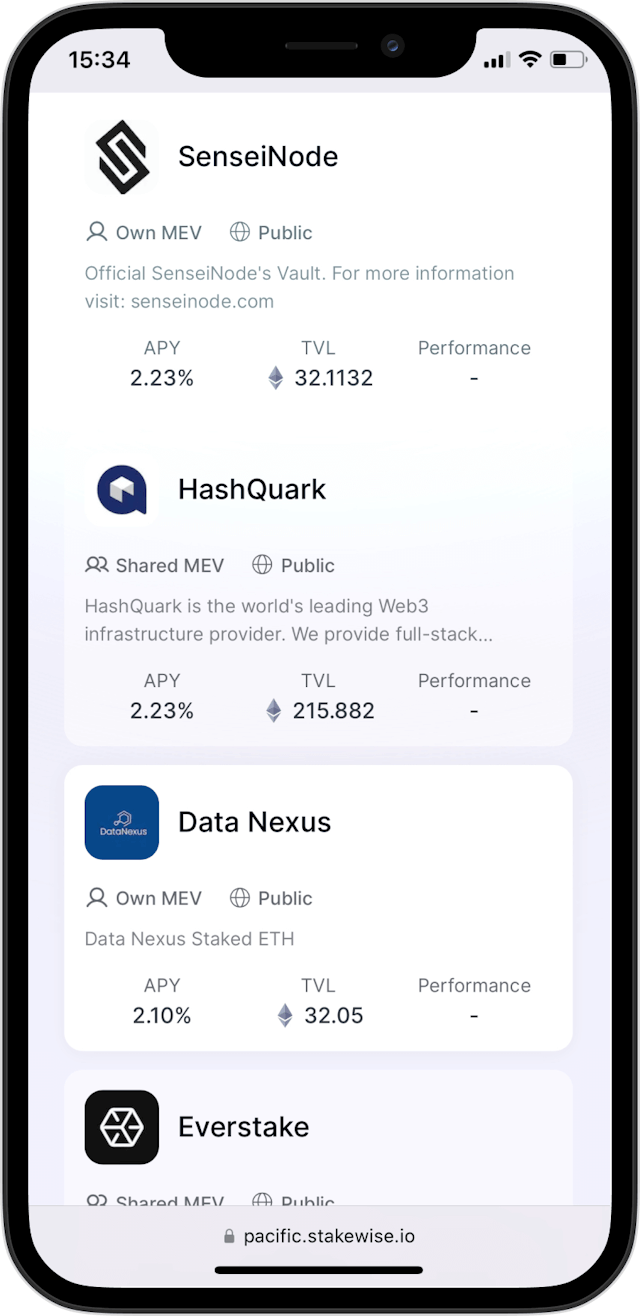 15:34
SenseiNode
Own MEV Public
Official SenseiNode's Vault. For more information
visit: senseinode.com
APY TVL Performance
2.23% 32.1132 -
HashQuark
Shared MEV Public
HashQuark is the world's leading Web3
infrastructure provider. We provide full-stack...
APY TVL Performance
2.23% 215.882 -
DataNexus
Data Nexus
Own MEV Public
Data Nexus Staked ETH
APY TVL Performance
2.10% 32.05 -
Everstake
Shared MEV Public
pacific.stakewise.io